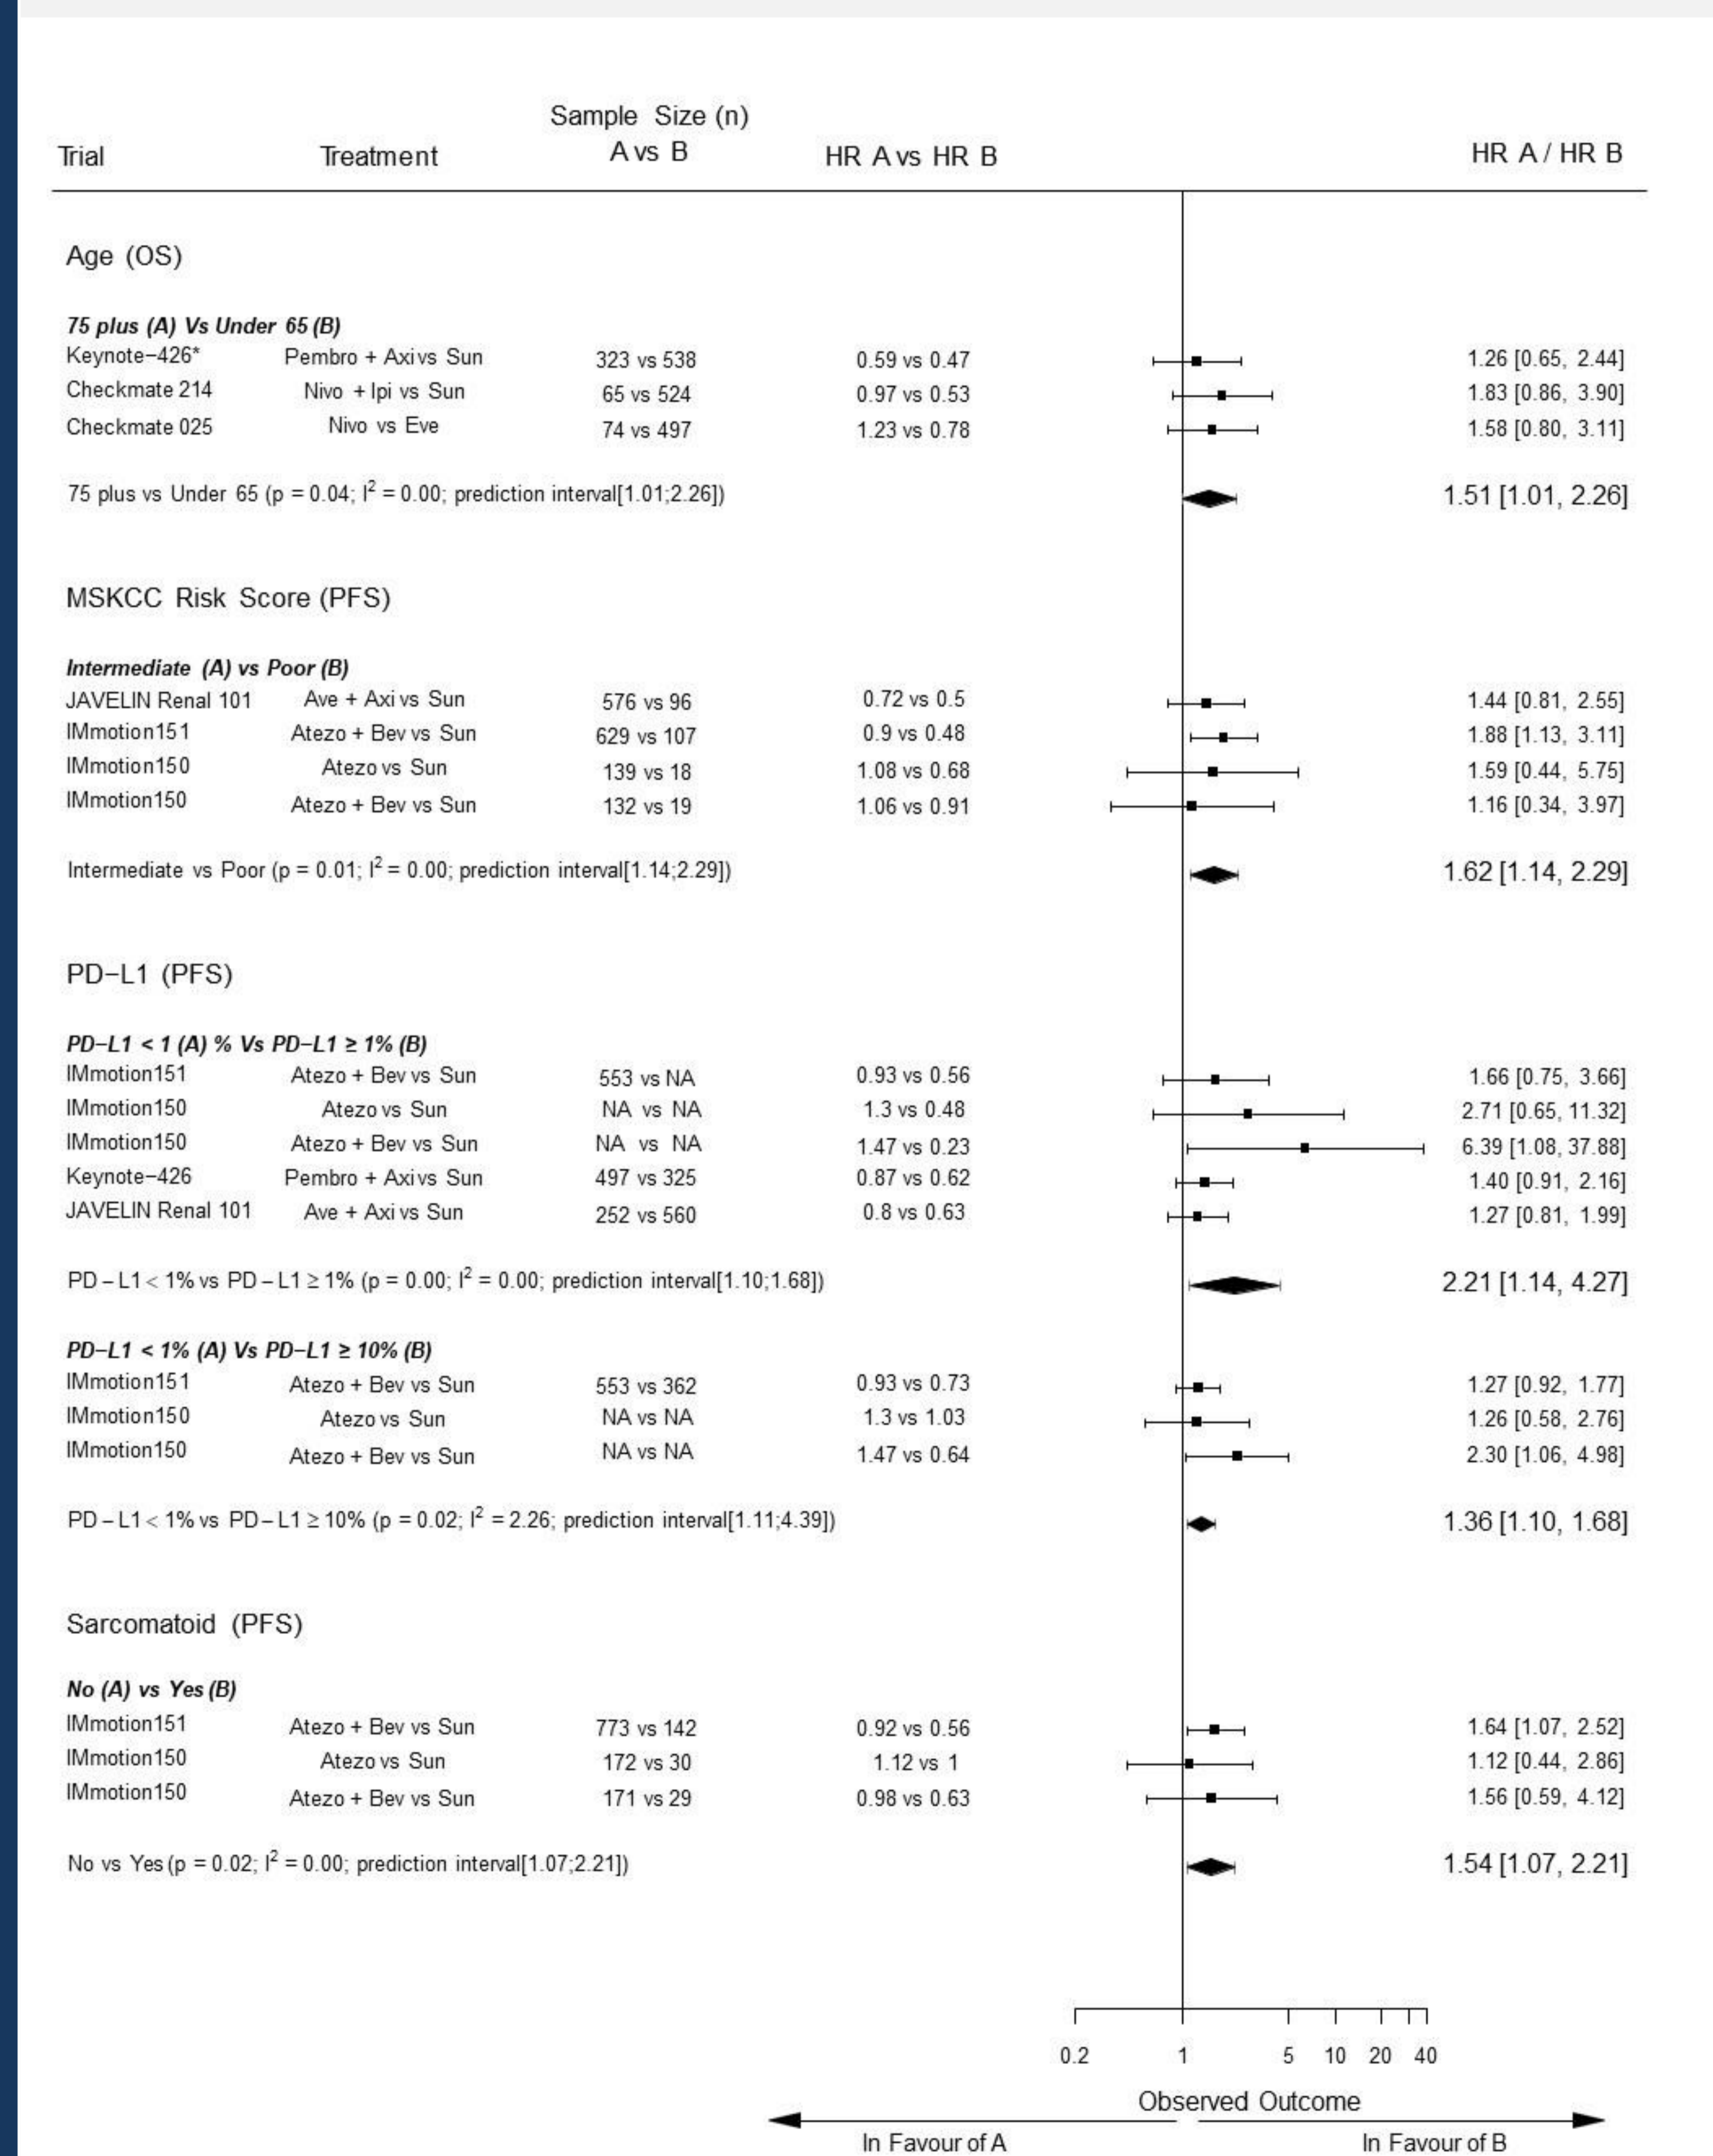 Sample Size (n)
Trial Treatment A vs B HR A vs HR B HR A / HR B
Age (OS)
75 plus (A) Vs Under 65 (B)
Keynote−426* Pembro + Axi vs Sun 323 vs 538 0.59 vs 0.47 1.26 [0.65, 2.44]
Checkmate 214 Nivo + Ipi vs Sun 65 vs 524 0.97 vs 0.53 1.83 [0.86, 3.90]
Checkmate 025 Nivo vs Eve 74 vs 497 1.23 vs 0.78 1.58 [0.80, 3.11]
75 plus vs Under 65 (p = 0.04; I² = 0.00; prediction interval[1.01;2.26]) 1.51 [1.01, 2.26]
MSKCC Risk Score (PFS)
Intermediate (A) vs Poor (B)
JAVELIN Renal 101 Ave + Axi vs Sun 576 vs 96 0.72 vs 0.5 1.44 [0.81, 2.55]
IMmotion151 Atezo + Bev vs Sun 629 vs 107 0.9 vs 0.48 1.88 [1.13, 3.11]
IMmotion150 Atezo vs Sun 139 vs 18 1.08 vs 0.68 1.59 [0.44, 5.75]
IMmotion150 Atezo + Bev vs Sun 132 vs 19 1.06 vs 0.91 1.16 [0.34, 3.97]
Intermediate vs Poor (p = 0.01; I² = 0.00; prediction interval[1.14;2.29]) 1.62 [1.14, 2.29]
PD−L1 (PFS)
PD−L1 < 1 (A) % Vs PD−L1 ≥ 1% (B)
IMmotion151 Atezo + Bev vs Sun 553 vs NA 0.93 vs 0.56 1.66 [0.75, 3.66]
IMmotion150 Atezo vs Sun NA vs NA 1.3 vs 0.48 2.71 [0.65, 11.32]
IMmotion150 Atezo + Bev vs Sun NA vs NA 1.47 vs 0.23 6.39 [1.08, 37.88]
Keynote−426 Pembro + Axi vs Sun 497 vs 325 0.87 vs 0.62 1.40 [0.91, 2.16]
JAVELIN Renal 101 Ave + Axi vs Sun 252 vs 560 0.8 vs 0.63 1.27 [0.81, 1.99]
PD − L1 < 1% vs PD − L1 ≥ 1% (p = 0.00; I² = 0.00; prediction interval[1.10;1.68]) 2.21 [1.14, 4.27]
PD−L1 < 1% (A) Vs PD−L1 ≥ 10% (B)
IMmotion151 Atezo + Bev vs Sun 553 vs 362 0.93 vs 0.73 1.27 [0.92, 1.77]
IMmotion150 Atezo vs Sun NA vs NA 1.3 vs 1.03 1.26 [0.58, 2.76]
IMmotion150 Atezo + Bev vs Sun NA vs NA 1.47 vs 0.64 2.30 [1.06, 4.98]
PD − L1 < 1% vs PD − L1 ≥ 10% (p = 0.02; I² = 2.26; prediction interval[1.11;4.39]) 1.36 [1.10, 1.68]
Sarcomatoid (PFS)
No (A) vs Yes (B)
IMmotion151 Atezo + Bev vs Sun 773 vs 142 0.92 vs 0.56 1.64 [1.07, 2.52]
IMmotion150 Atezo vs Sun 172 vs 30 1.12 vs 1 1.12 [0.44, 2.86]
IMmotion150 Atezo + Bev vs Sun 171 vs 29 0.98 vs 0.63 1.56 [0.59, 4.12]
No vs Yes (p = 0.02; I² = 0.00; prediction interval[1.07;2.21]) 1.54 [1.07, 2.21]
0.2 1 5 10 20 40
Observed Outcome
In Favour of A In Favour of B